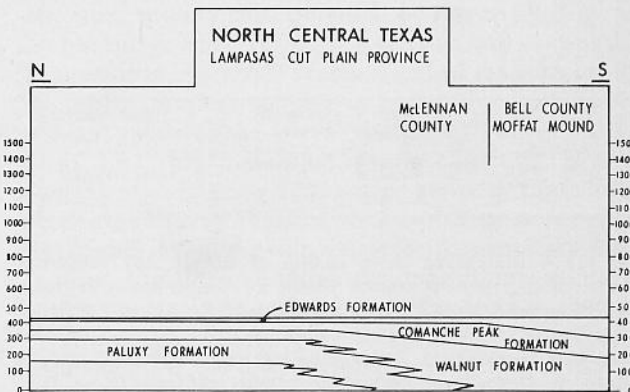 NORTH CENTRAL TEXAS
LAMPASAS CUT PLAIN PROVINCE
N
S
McLENNAN
COUNTY
BELL COUNTY
MOFFAT MOUND
1500
1400
1300
1200
1100
1000
900
800
700
600
500
400
300
200
100
0
EDWARDS FORMATION
COMANCHE PEAK
FORMATION
PALUXY FORMATION
WALNUT FORMATION